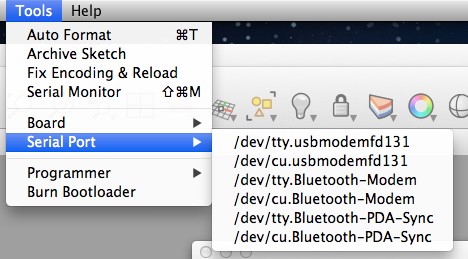 Tools Help
Auto Format ⌘T
Archive Sketch
Fix Encoding & Reload
Serial Monitor ⇧⌘M
Board
Serial Port
/dev/tty.usbmodemfd131
/dev/cu.usbmodemfd131
/dev/tty.Bluetooth-Modem
/dev/cu.Bluetooth-Modem
/dev/tty.Bluetooth-PDA-Sync
/dev/cu.Bluetooth-PDA-Sync
Programmer
Burn Bootloader